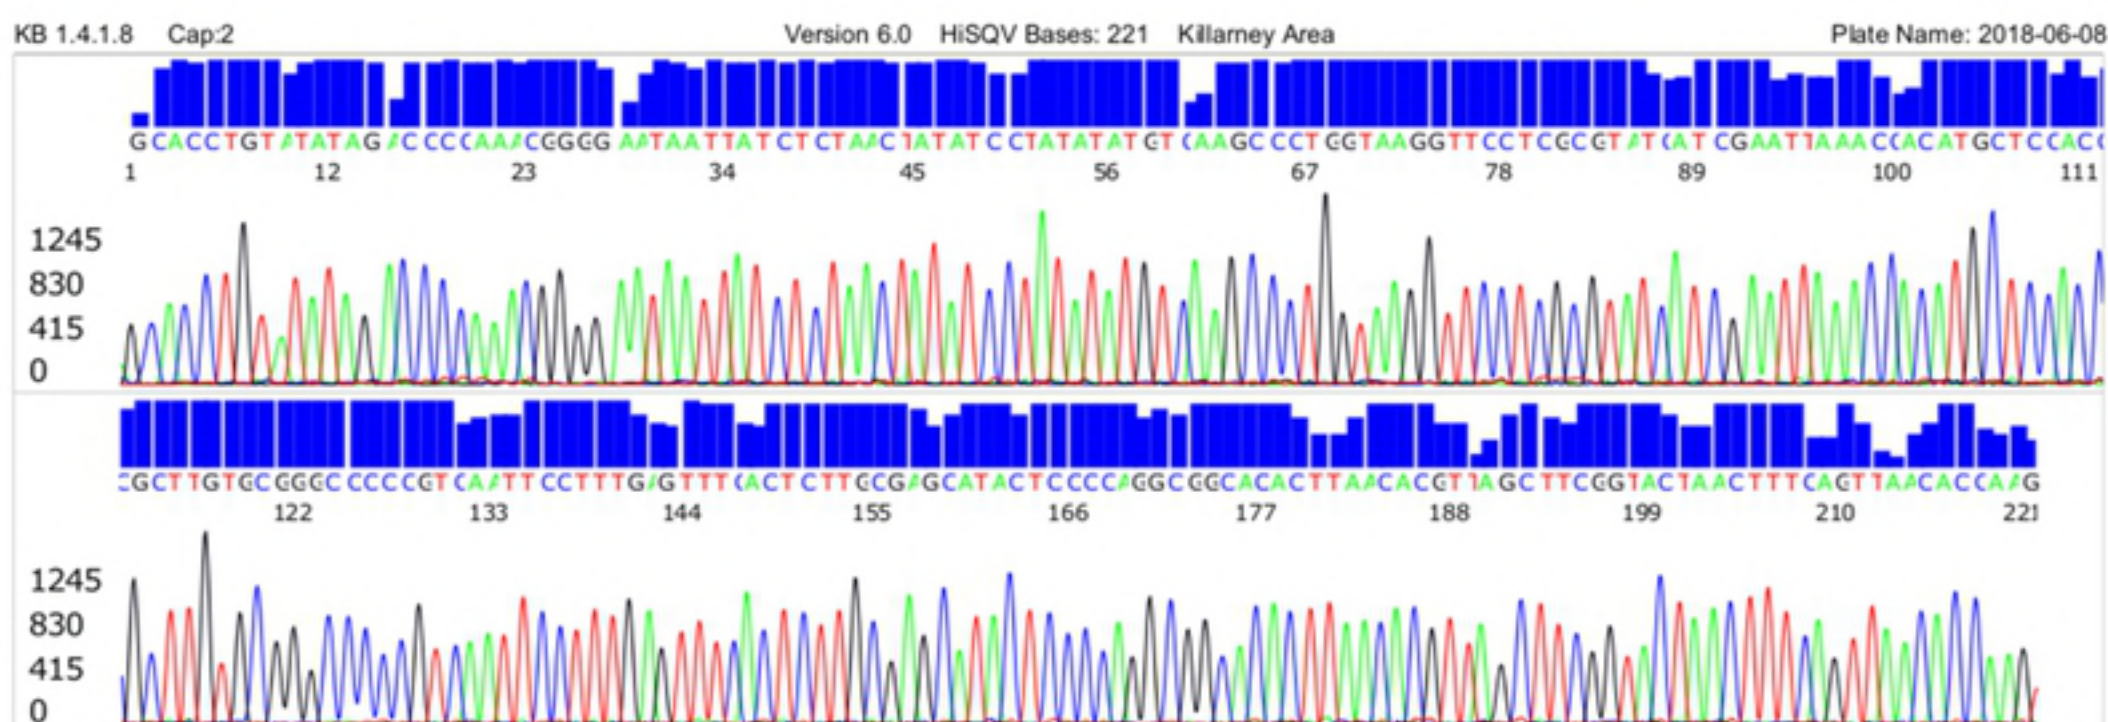 KB 1.4.1.8 Cap:2 Version 6.0 HiSQV Bases: 221 Killarney Area Plate Name: 2018-06-08
GCACCTGTATATAGACCCCAAACGGGGAATAATTATCTCTAACTATATCCTATATATGTCAAGCCCTGGTAAGGTTCCTCGCGTATCATCGAATTAAACCACATGCTCCACC
1 12 23 34 45 56 67 78 89 100 111
1245
830
415
0
CGCTTGTGCGGGCCCCCGTCAATTCCTTTGAGTTTCACTCTTGCGAGCATACTCCCCAGGCGGCACACTTAACACGTTAGCTTCGGTACTAACTTTCAGTTAACACCAAG
122 133 144 155 166 177 188 199 210 221
1245
830
415
0